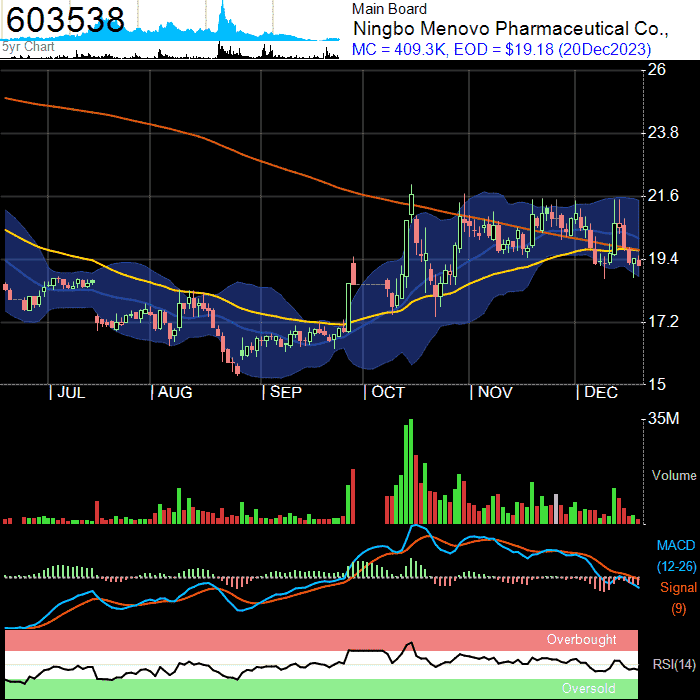 603538
5yr Chart
Main Board
Ningbo Menovo Pharmaceutical Co.,
MC = 409.3K, EOD = $19.18 (20Dec2023)
26
23.8
21.6
19.4
17.2
15
| JUL | AUG | SEP | OCT | NOV | DEC
35M
Volume
MACD
(12-26)
Signal
(9)
Overbought
RSI(14)
Oversold